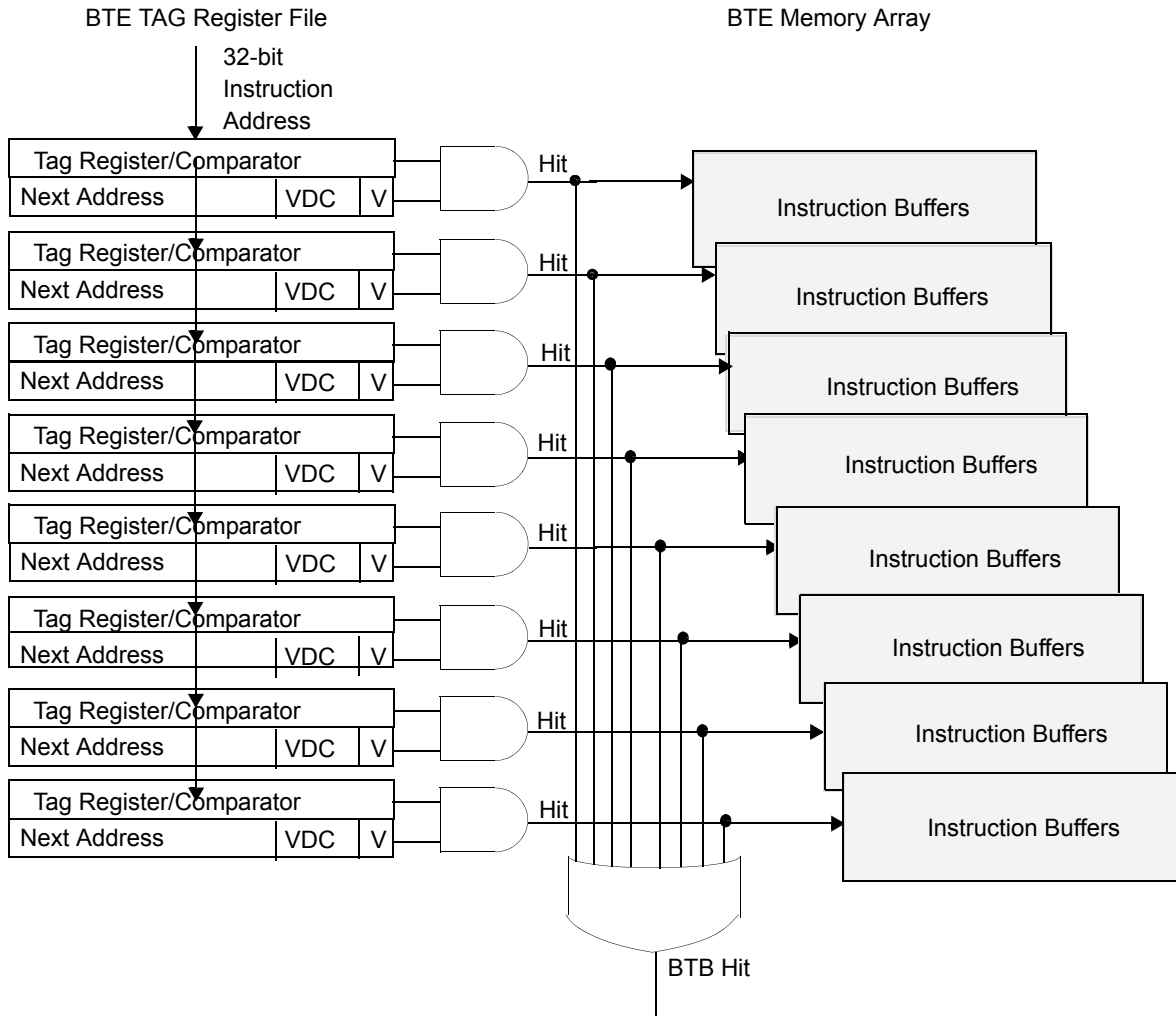 BTE TAG Register File
BTE Memory Array
32-bit
Instruction
Address
Tag Register/Comparator
Next Address VDC V
Hit
Instruction Buffers
Tag Register/Comparator
Next Address VDC V
Hit
Instruction Buffers
Tag Register/Comparator
Next Address VDC V
Hit
Instruction Buffers
Tag Register/Comparator
Next Address VDC V
Hit
Instruction Buffers
Tag Register/Comparator
Next Address VDC V
Hit
Instruction Buffers
Tag Register/Comparator
Next Address VDC V
Hit
Instruction Buffers
Tag Register/Comparator
Next Address VDC V
Hit
Instruction Buffers
Tag Register/Comparator
Next Address VDC V
Hit
Instruction Buffers
BTB Hit